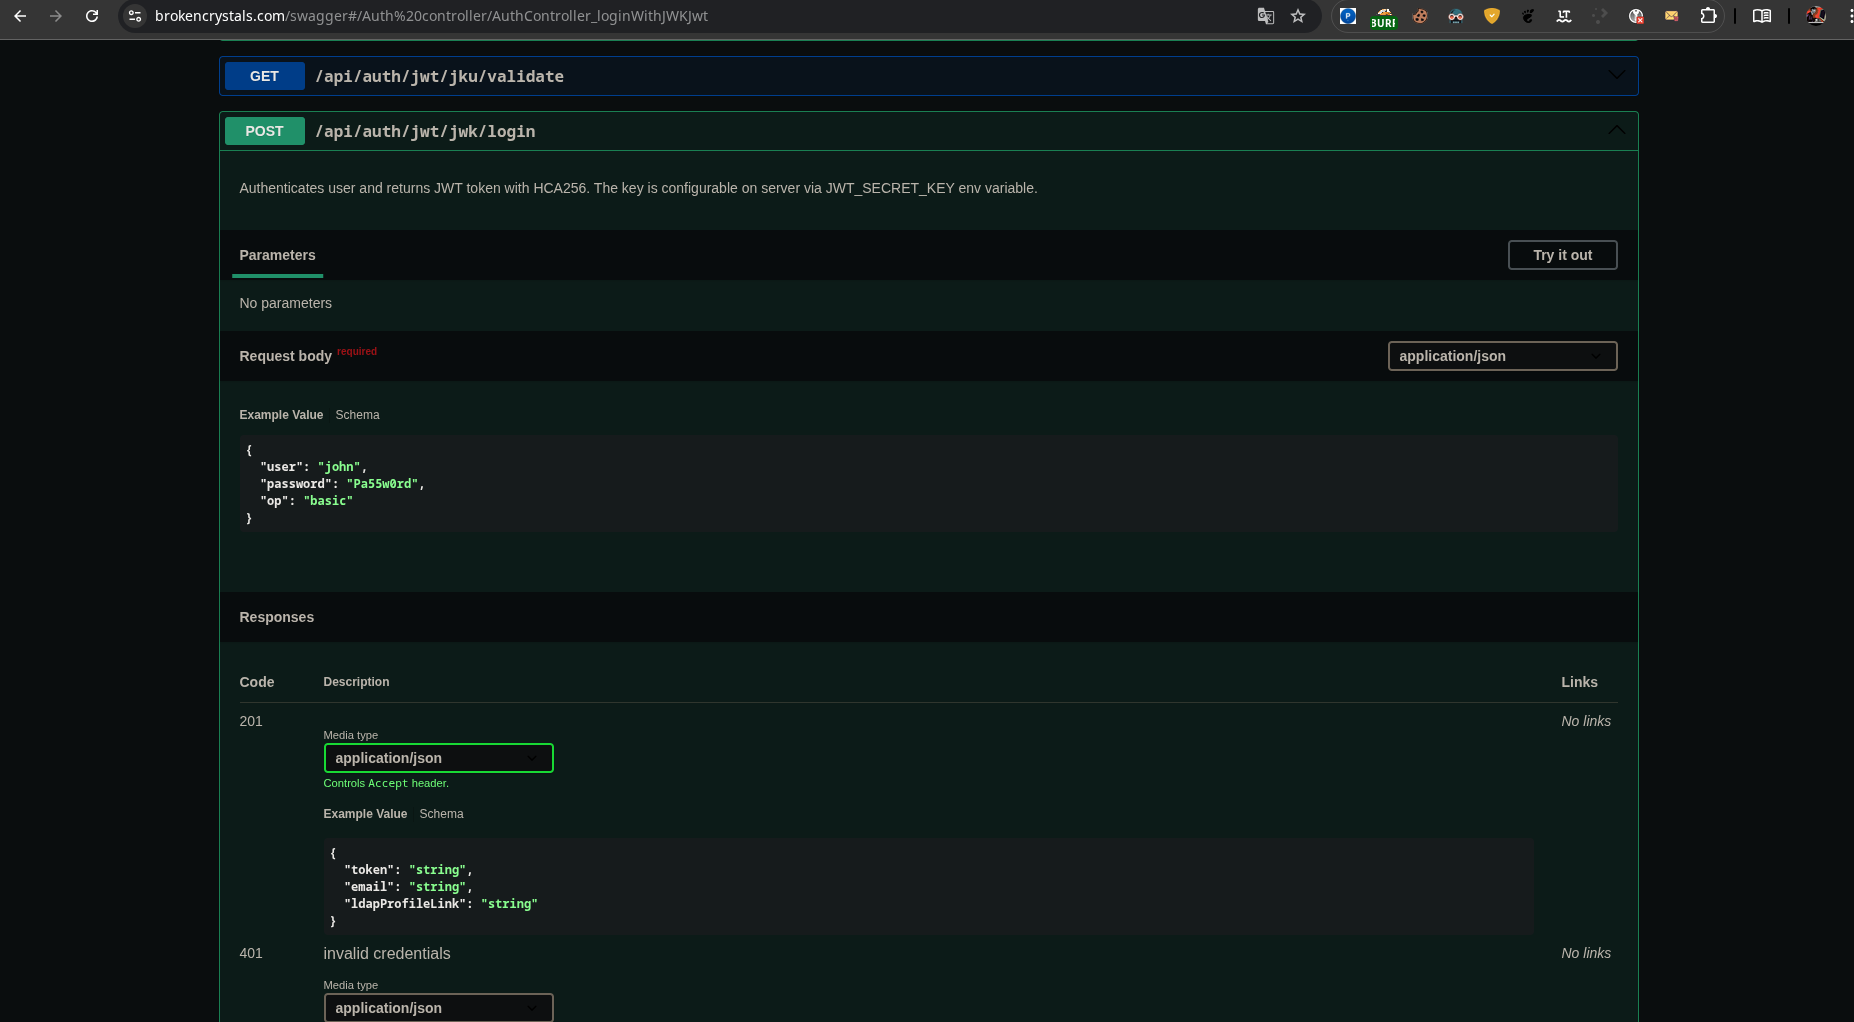 brokencrystals.com/swagger#/Auth%20controller/AuthController_loginWithJWKJwt
GET /api/auth/jwt/jku/validate
POST /api/auth/jwt/jwk/login
Authenticates user and returns JWT token with HCA256. The key is configurable on server via JWT_SECRET_KEY env variable.
Parameters
Try it out
No parameters
Request body required
application/json
Example Value Schema
{
"user": "john",
"password": "Pa55w0rd",
"op": "basic"
}
Responses
Code Description Links
201 No links
Media type
application/json
Controls Accept header.
Example Value Schema
{
"token": "string",
"email": "string",
"ldapProfileLink": "string"
}
401 invalid credentials No links
Media type
application/json